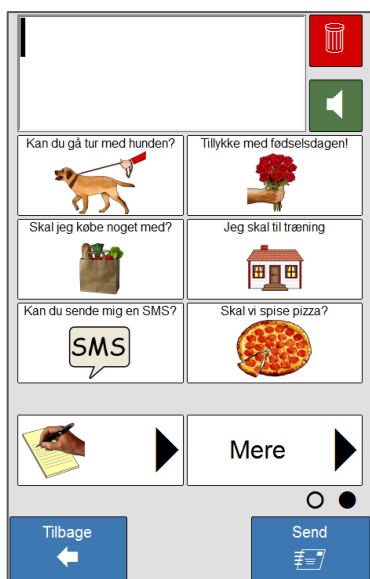 Kan du gå tur med hunden?
Tillykke med fødselsdagen!
Skal jeg købe noget med?
Jeg skal til træning
Kan du sende mig en SMS?
SMS
Skal vi spise pizza?
Mere
Tilbage
Send